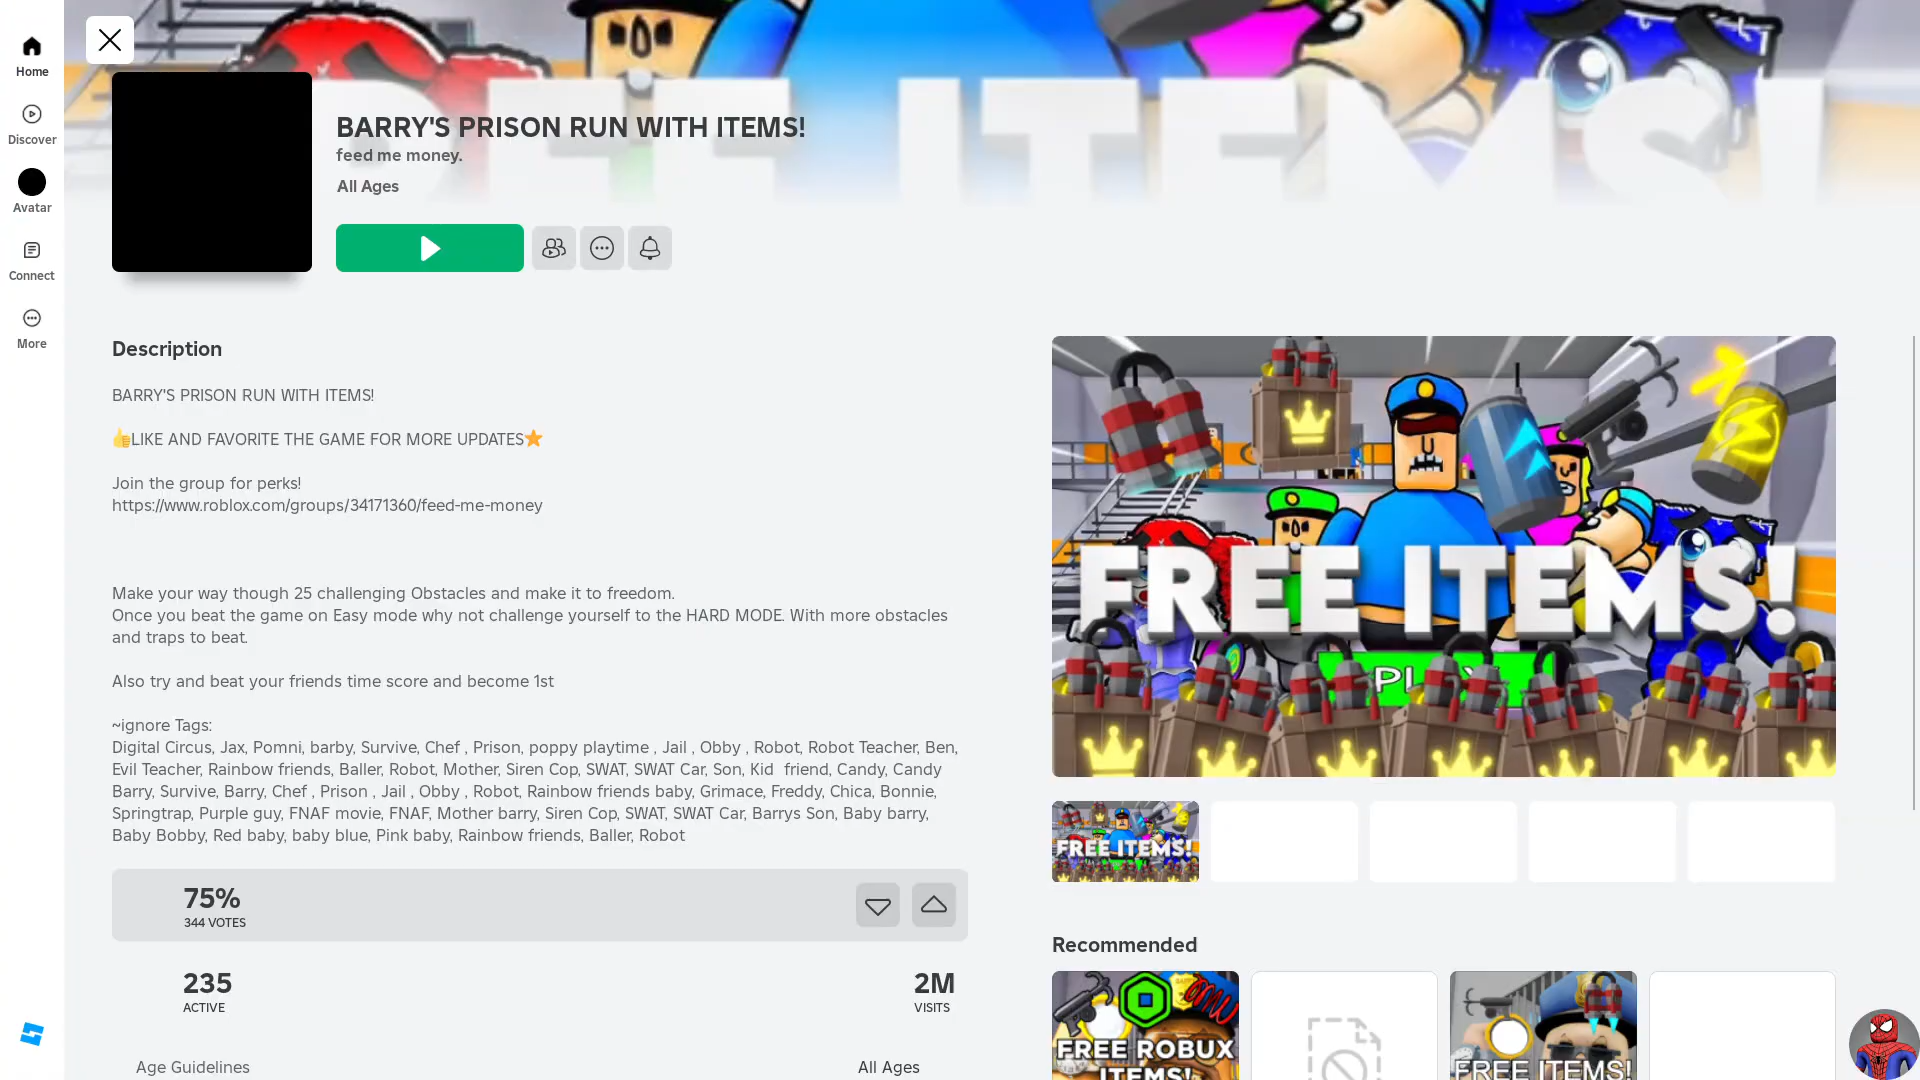 Home
Discover
Avatar
Connect
More
BARRY'S PRISON RUN WITH ITEMS!
feed me money.
All Ages
Description
BARRY'S PRISON RUN WITH ITEMS!
👍LIKE AND FAVORITE THE GAME FOR MORE UPDATES⭐
Join the group for perks!
https://www.roblox.com/groups/34171360/feed-me-money
Make your way though 25 challenging Obstacles and make it to freedom.
Once you beat the game on Easy mode why not challenge yourself to the HARD MODE. With more obstacles
and traps to beat.
Also try and beat your friends time score and become 1st
~ignore Tags:
Digital Circus, Jax, Pomni, barby, Survive, Chef , Prison, poppy playtime , Jail , Obby , Robot, Robot Teacher, Ben,
Evil Teacher, Rainbow friends, Baller, Robot, Mother, Siren Cop, SWAT, SWAT Car, Son, Kid  friend, Candy, Candy
Barry, Survive, Barry, Chef , Prison , Jail , Obby , Robot, Rainbow friends baby, Grimace, Freddy, Chica, Bonnie,
Springtrap, Purple guy, FNAF movie, FNAF, Mother barry, Siren Cop, SWAT, SWAT Car, Barrys Son, Baby barry,
Baby Bobby, Red baby, baby blue, Pink baby, Rainbow friends, Baller, Robot
75%
344 VOTES
235
ACTIVE
2M
VISITS
Age Guidelines
All Ages
FREE ITEMS!
FREE ITEMS!
Recommended
FREE ROBUX
ITEMS!
FREE ITEMS!